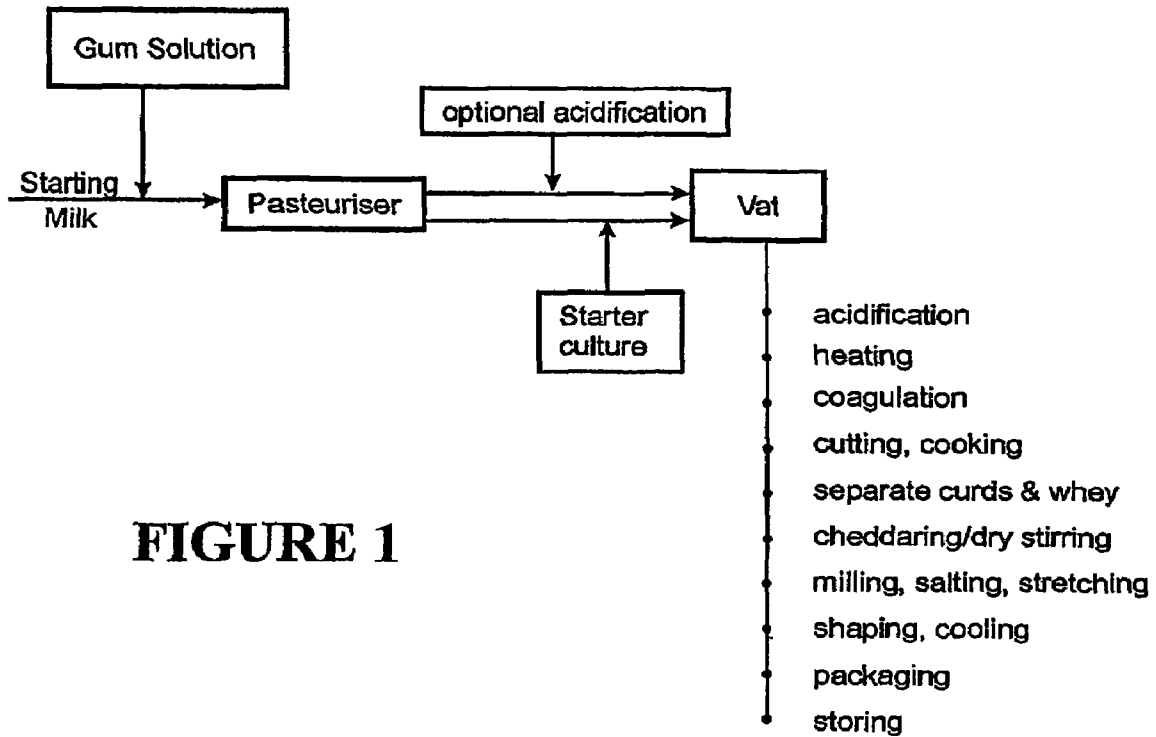 Gum Solution
optional acidification
Starting
Milk
Pasteuriser
Vat
Starter
culture
acidification
heating
coagulation
cutting, cooking
separate curds & whey
cheddaring/dry stirring
milling, salting, stretching
shaping, cooling
packaging
storing
FIGURE 1